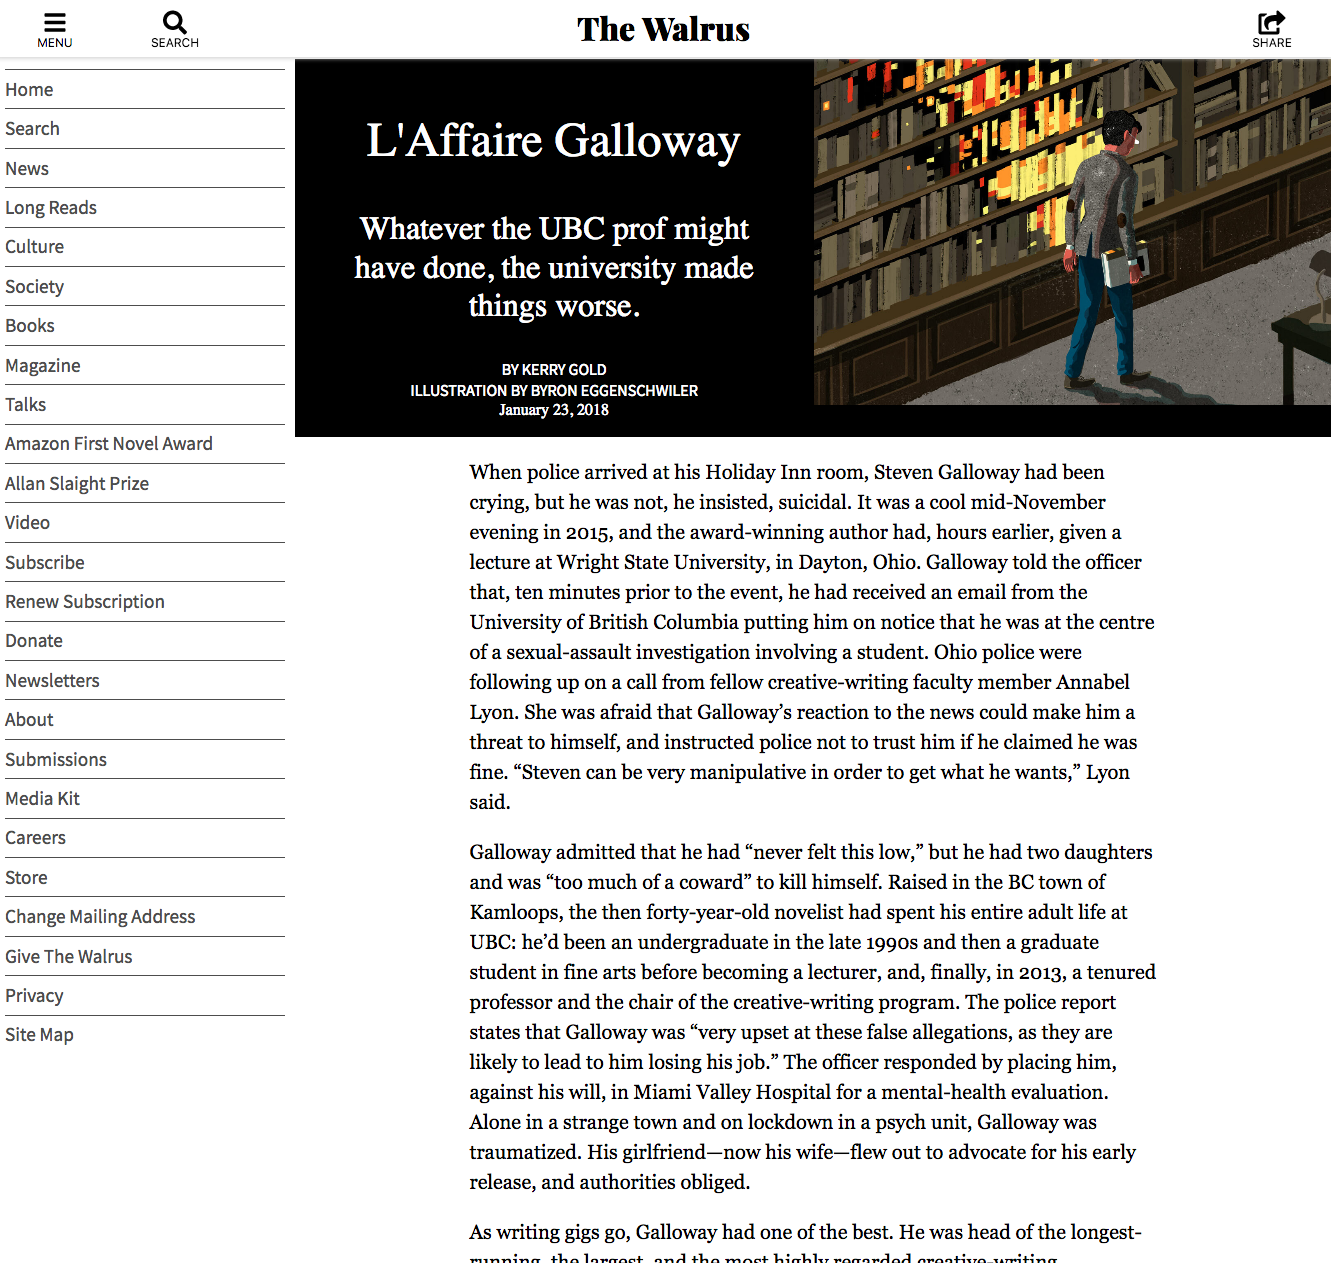 MENU
SEARCH
The Walrus
SHARE
Home
Search
News
Long Reads
Culture
Society
Books
Magazine
Talks
Amazon First Novel Award
Allan Slaight Prize
Video
Subscribe
Renew Subscription
Donate
Newsletters
About
Submissions
Media Kit
Careers
Store
Change Mailing Address
Give The Walrus
Privacy
Site Map
L'Affaire Galloway
Whatever the UBC prof might
have done, the university made
things worse.
BY KERRY GOLD
ILLUSTRATION BY BYRON EGGENSCHWILER
January 23, 2018
When police arrived at his Holiday Inn room, Steven Galloway had been
crying, but he was not, he insisted, suicidal. It was a cool mid-November
evening in 2015, and the award-winning author had, hours earlier, given a
lecture at Wright State University, in Dayton, Ohio. Galloway told the officer
that, ten minutes prior to the event, he had received an email from the
University of British Columbia putting him on notice that he was at the centre
of a sexual-assault investigation involving a student. Ohio police were
following up on a call from fellow creative-writing faculty member Annabel
Lyon. She was afraid that Galloway’s reaction to the news could make him a
threat to himself, and instructed police not to trust him if he claimed he was
fine. “Steven can be very manipulative in order to get what he wants,” Lyon
said.
Galloway admitted that he had “never felt this low,” but he had two daughters
and was “too much of a coward” to kill himself. Raised in the BC town of
Kamloops, the then forty-year-old novelist had spent his entire adult life at
UBC: he’d been an undergraduate in the late 1990s and then a graduate
student in fine arts before becoming a lecturer, and, finally, in 2013, a tenured
professor and the chair of the creative-writing program. The police report
states that Galloway was “very upset at these false allegations, as they are
likely to lead to him losing his job.” The officer responded by placing him,
against his will, in Miami Valley Hospital for a mental-health evaluation.
Alone in a strange town and on lockdown in a psych unit, Galloway was
traumatized. His girlfriend—now his wife—flew out to advocate for his early
release, and authorities obliged.
As writing gigs go, Galloway had one of the best. He was head of the longest-
running, the largest, and the most highly regarded creative-writing